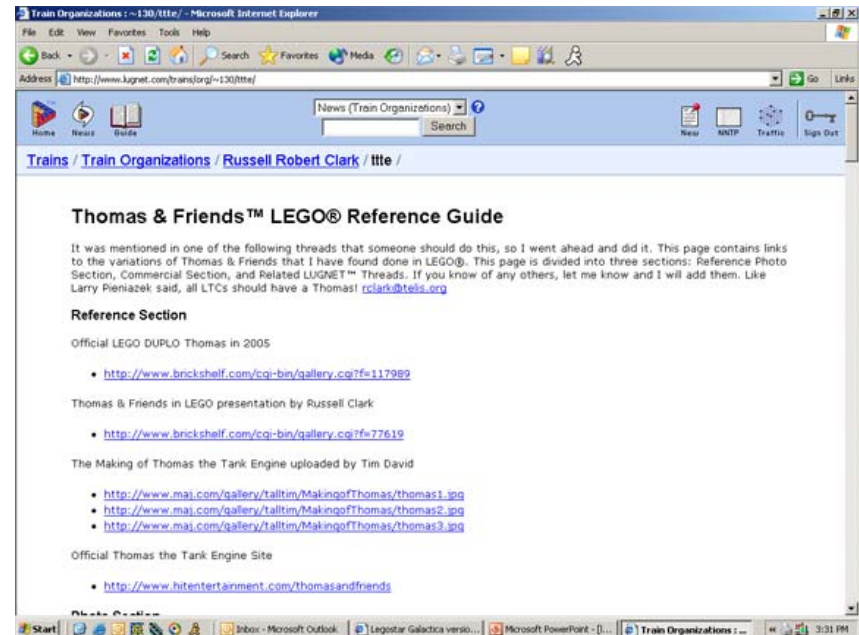 Train Organizations : ~130/ttte/ - Microsoft Internet Explorer
File Edit View Favorites Tools Help
Back Search Favorites Media
Address http://www.lugnet.com/trains/org/~130/ttte/ Go Links
News (Train Organizations)
Search
Home News Guide New NNTP Traffic Sign Out
Trains / Train Organizations / Russell Robert Clark / ttte /
Thomas & Friends™ LEGO® Reference Guide
It was mentioned in one of the following threads that someone should do this, so I went ahead and did it. This page contains links
to the variations of Thomas & Friends that I have found done in LEGO®. This page is divided into three sections: Reference Photo
Section, Commercial Section, and Related LUGNET™ Threads. If you know of any others, let me know and I will add them. Like
Larry Pieniazek said, all LTCs should have a Thomas! rclark@telis.org
Reference Section
Official LEGO DUPLO Thomas in 2005
• http://www.brickshelf.com/cgi-bin/gallery.cgi?f=117989
Thomas & Friends in LEGO presentation by Russell Clark
• http://www.brickshelf.com/cgi-bin/gallery.cgi?f=77619
The Making of Thomas the Tank Engine uploaded by Tim David
• http://www.maj.com/gallery/talltim/MakingofThomas/thomas1.jpg
• http://www.maj.com/gallery/talltim/MakingofThomas/thomas2.jpg
• http://www.maj.com/gallery/talltim/MakingofThomas/thomas3.jpg
Official Thomas the Tank Engine Site
• http://www.hitentertainment.com/thomasandfriends
Photo Section
Start Inbox - Microsoft Outlook Legostar Galactica versio... Microsoft PowerPoint - [L... Train Organizations : ... 3:31 PM